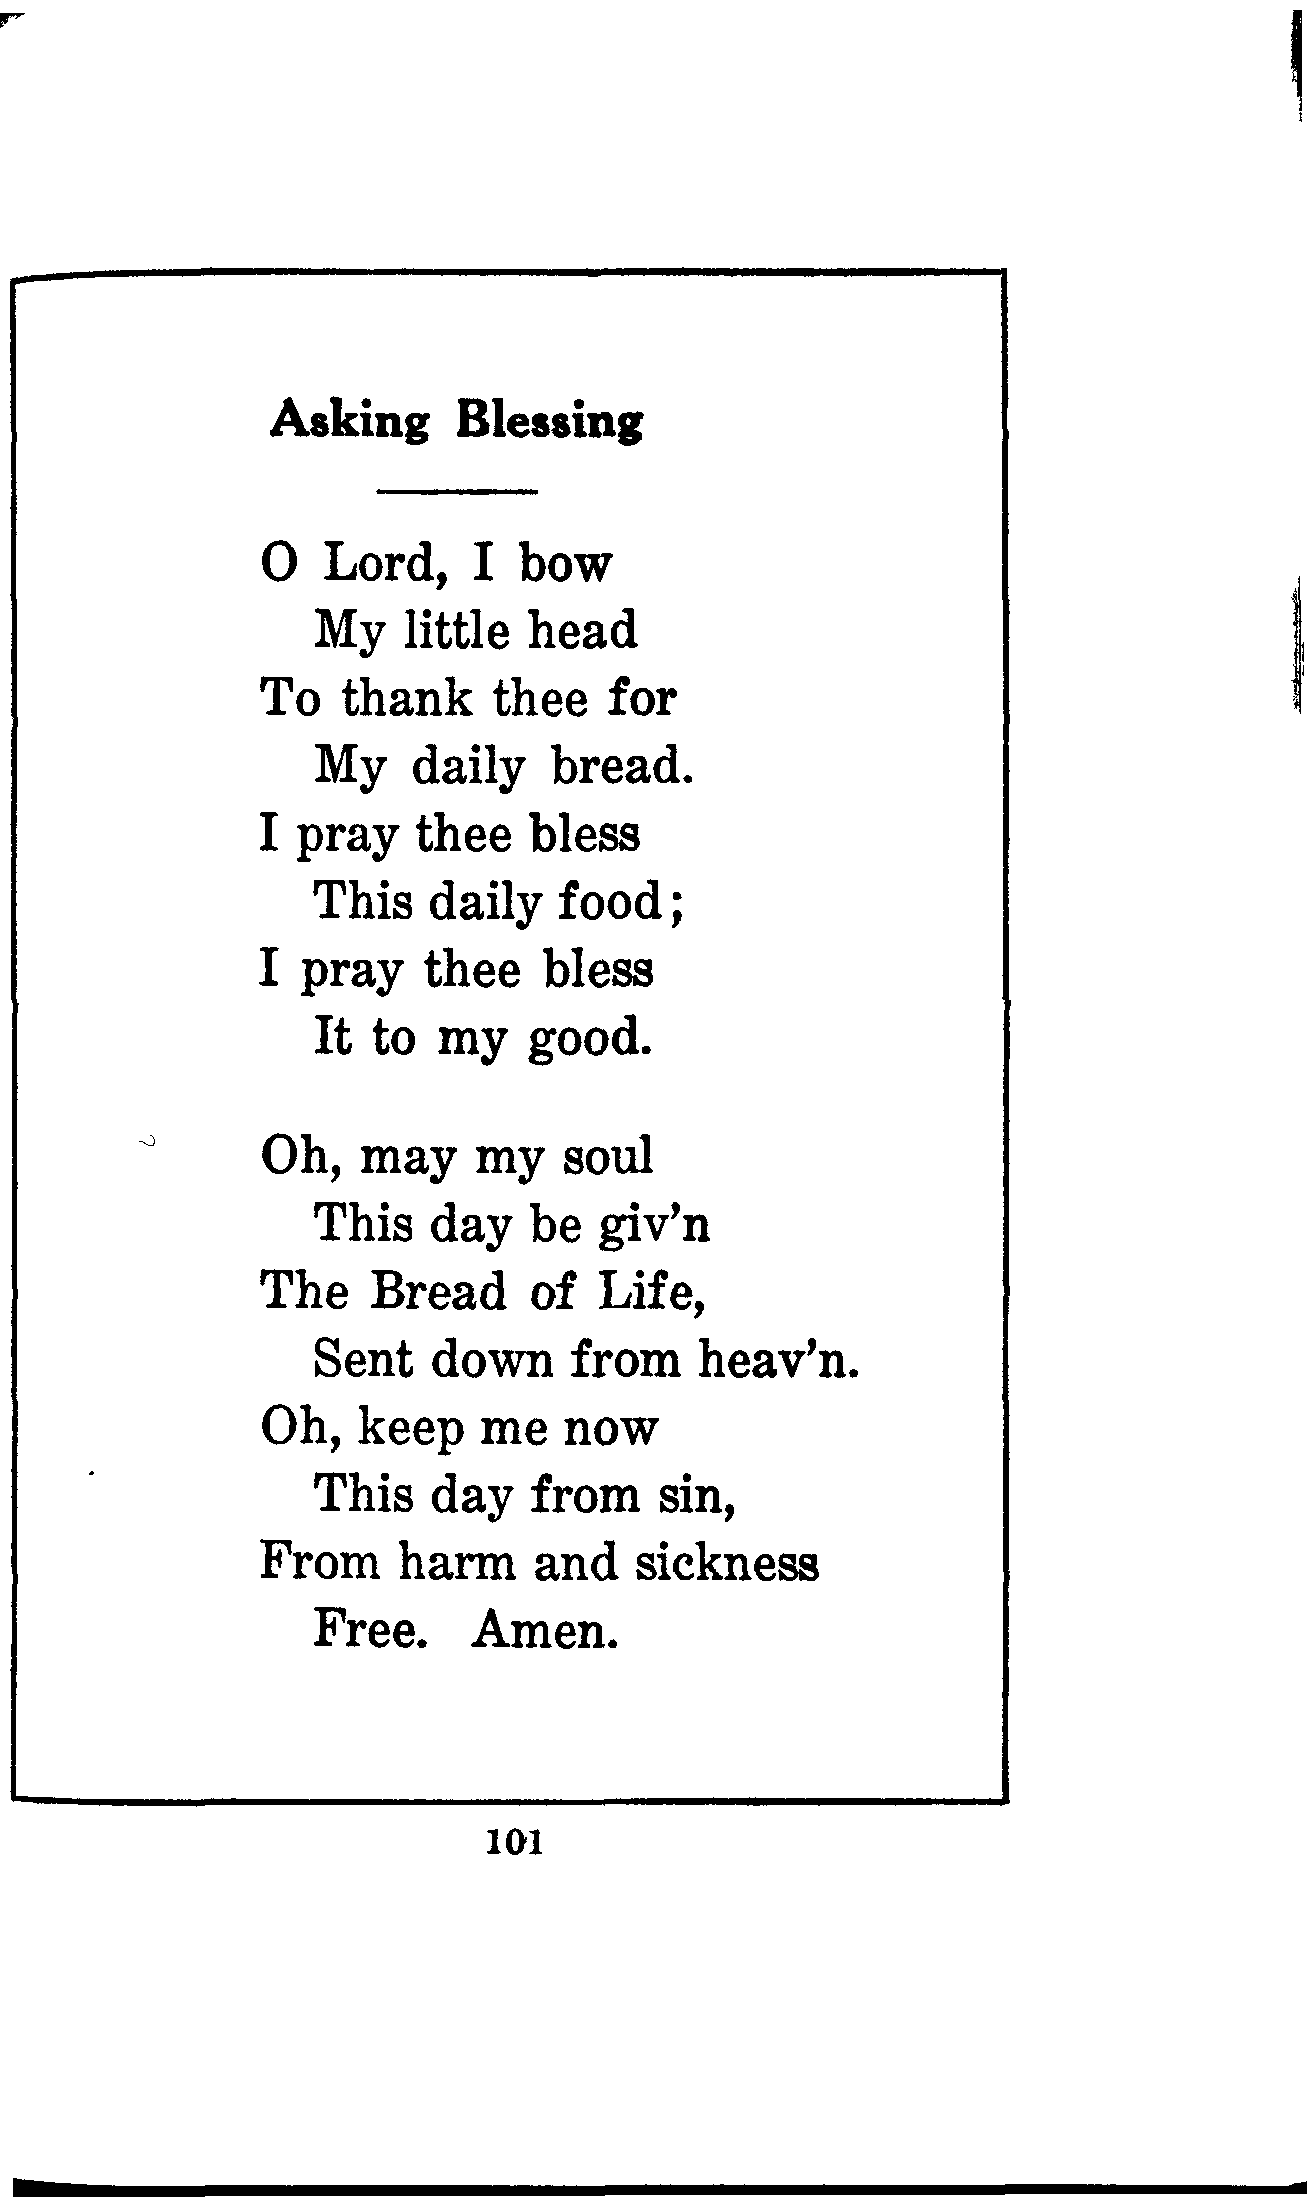 Asking Blessing
O Lord, I bow
My little head
To thank thee for
My daily bread.
I pray thee bless
This daily food;
I pray thee bless
It to my good.
Oh, may my soul
This day be giv'n
The Bread of Life,
Sent down from heav'n.
Oh, keep me now
This day from sin,
From harm and sickness
Free. Amen.
101